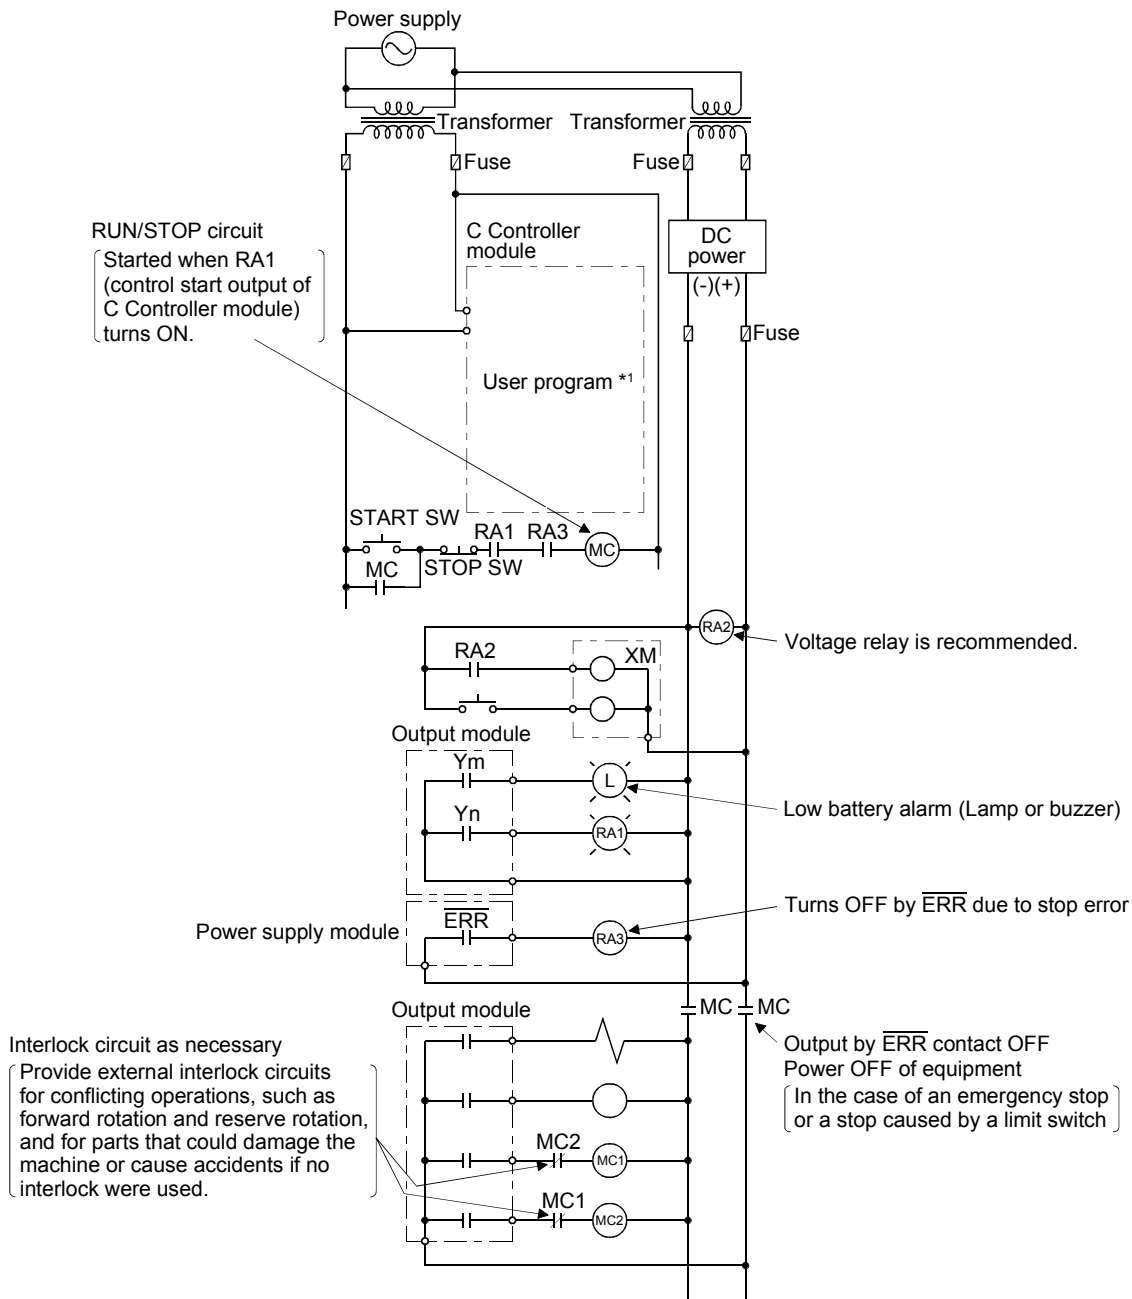 Power supply
Transformer
Transformer
Fuse
Fuse
RUN/STOP circuit
Started when RA1
(control start output of
C Controller module)
turns ON.
C Controller
module
DC
power
(-)(+)
Fuse
User program *1
START SW
RA1
RA3
MC
MC
STOP SW
RA2
Voltage relay is recommended.
RA2
XM
Output module
Ym
L
Low battery alarm (Lamp or buzzer)
Yn
RA1
Turns OFF by ERR due to stop error
Power supply module
ERR
RA3
Output module
MC
MC
Output by ERR contact OFF
Power OFF of equipment
In the case of an emergency stop
or a stop caused by a limit switch
Interlock circuit as necessary
Provide external interlock circuits
for conflicting operations, such as
forward rotation and reserve rotation,
and for parts that could damage the
machine or cause accidents if no
interlock were used.
MC2
MC1
MC1
MC2